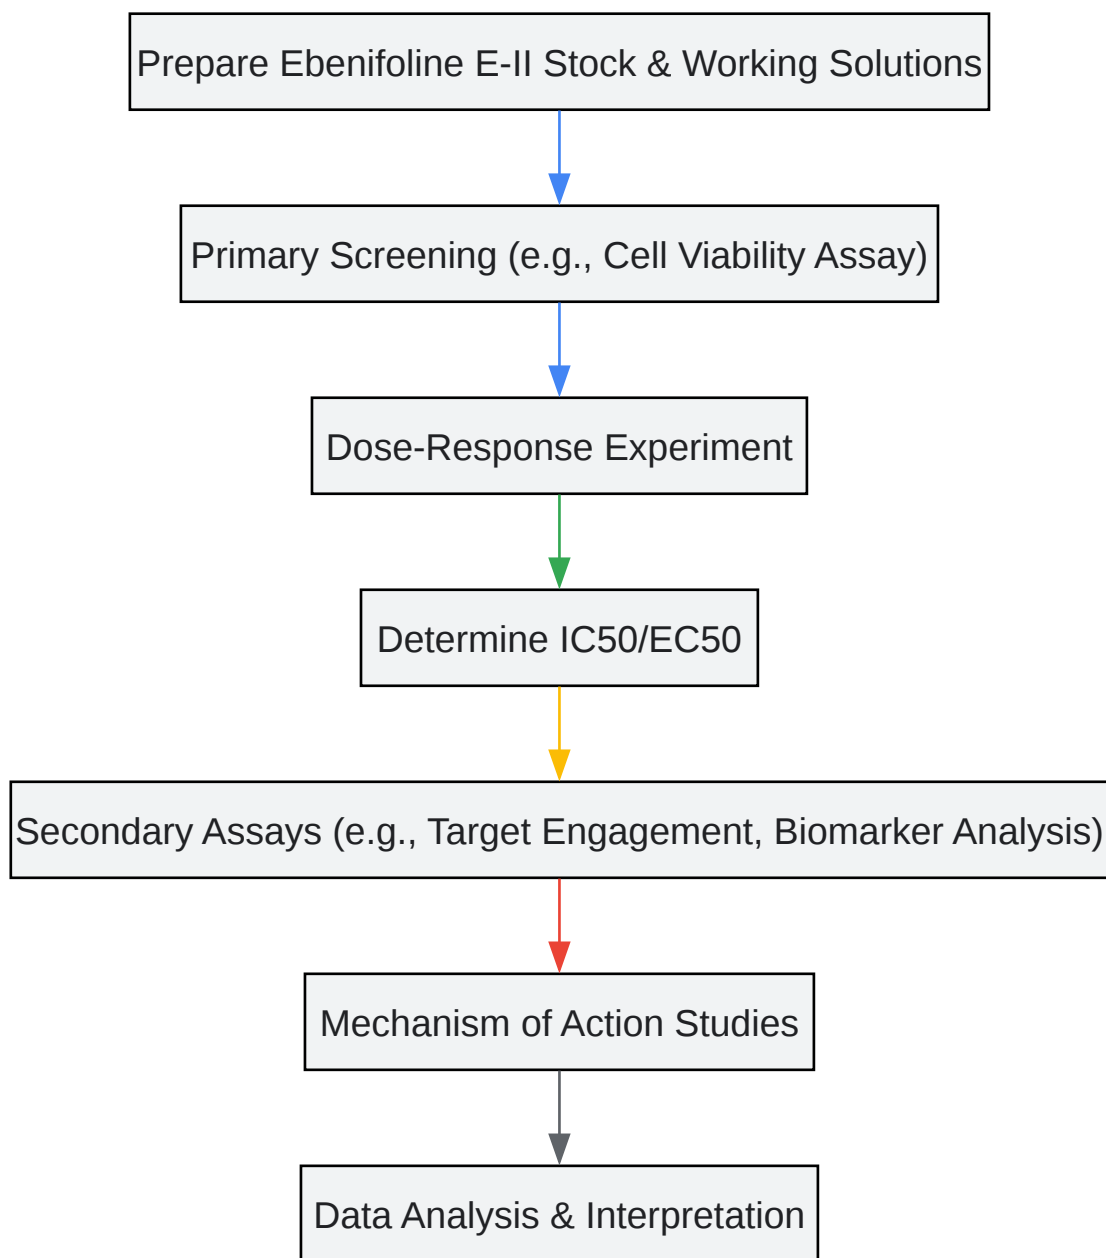 Prepare Ebenifoline E-II Stock & Working Solutions
Primary Screening (e.g., Cell Viability Assay)
Dose-Response Experiment
Determine IC50/EC50
Secondary Assays (e.g., Target Engagement, Biomarker Analysis)
Mechanism of Action Studies
Data Analysis & Interpretation